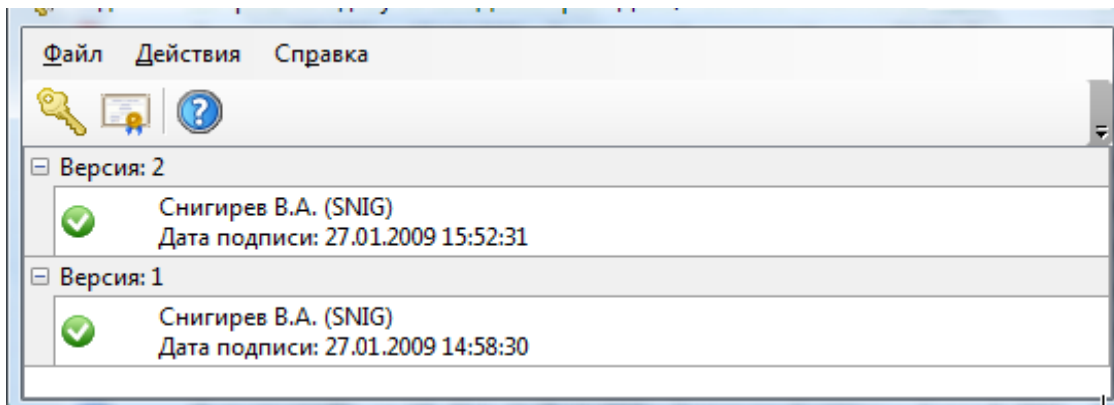 Файл Действия Справка
Версия: 2
Снигирев В.А. (SNIG)
Дата подписи: 27.01.2009 15:52:31
Версия: 1
Снигирев В.А. (SNIG)
Дата подписи: 27.01.2009 14:58:30